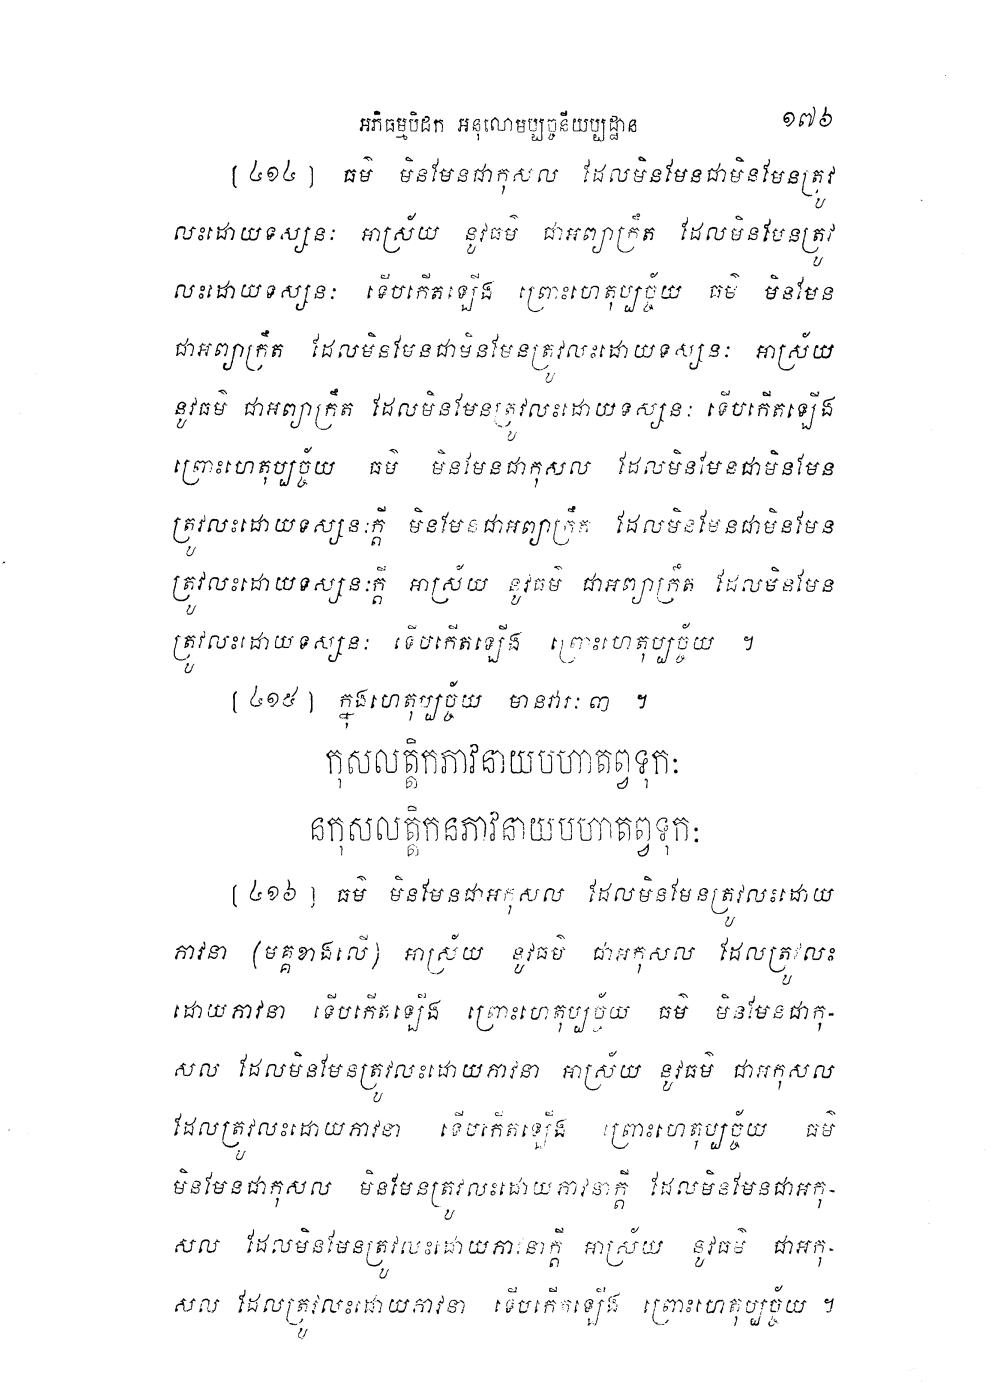 អភិធម្មបិដក អនុលោមប្បច្ចនីយប្បដ្ឋាន ១៧៦
[ ៤១៤ ] ធម៌ មិនមែនជាកុសល ដែលមិនមែនជាមិនមែនត្រូវ
លះដោយទស្សនៈ អាស្រ័យ នូវធម៌ ជាអព្យាក្រឹត ដែលមិនមែនត្រូវ
លះដោយទស្សនៈ ទើបកើតឡើង ព្រោះហេតុប្បច្ច័យ ធម៌ មិនមែន
ជាអព្យាក្រឹត ដែលមិនមែនជាមិនមែនត្រូវលះដោយទស្សនៈ អាស្រ័យ
នូវធម៌ ជាអព្យាក្រឹត ដែលមិនមែនត្រូវលះដោយទស្សនៈ ទើបកើតឡើង
ព្រោះហេតុប្បច្ច័យ ធម៌ មិនមែនជាកុសល ដែលមិនមែនជាមិនមែន
ត្រូវលះដោយទស្សនៈក្តី មិនមែនជាអព្យាក្រឹត ដែលមិនមែនជាមិនមែន
ត្រូវលះដោយទស្សនៈក្តី អាស្រ័យ នូវធម៌ ជាអព្យាក្រឹត ដែលមិនមែន
ត្រូវលះដោយទស្សនៈ ទើបកើតឡើង ព្រោះហេតុប្បច្ច័យ ។
[ ៤១៥ ] ក្នុងហេតុប្បច្ច័យ មានវារៈ ៣ ។
កុសលត្តិកភាវនាយបហាតព្វទុកៈ
នកុសលត្តិកនភាវនាយបហាតព្វទុកៈ
[ ៤១៦ ] ធម៌ មិនមែនជាអកុសល ដែលមិនមែនត្រូវលះដោយ
ភាវនា (មគ្គខាងលើ) អាស្រ័យ នូវធម៌ ជាអកុសល ដែលត្រូវលះ
ដោយភាវនា ទើបកើតឡើង ព្រោះហេតុប្បច្ច័យ ធម៌ មិនមែនជាកុ-
សល ដែលមិនមែនត្រូវលះដោយភាវនា អាស្រ័យ នូវធម៌ ជាអកុសល
ដែលត្រូវលះដោយភាវនា ទើបកើតឡើង ព្រោះហេតុប្បច្ច័យ ធម៌
មិនមែនជាកុសល មិនមែនត្រូវលះដោយភាវនាក្តី ដែលមិនមែនជាអកុ-
សល ដែលមិនមែនត្រូវលះដោយភាវនាក្តី អាស្រ័យ នូវធម៌ ជាអកុ-
សល ដែលត្រូវលះដោយភាវនា ទើបកើតឡើង ព្រោះហេតុប្បច្ច័យ ។